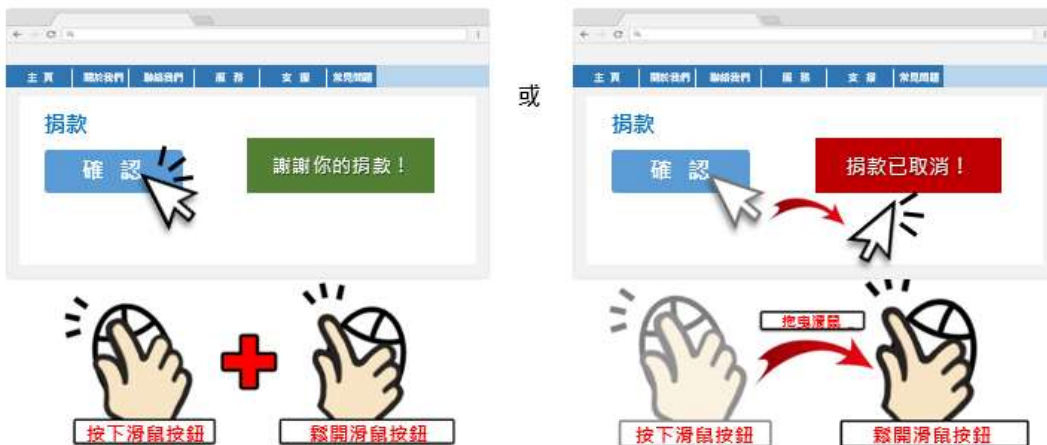 主頁 關於我們 聯絡我們 服務 支援 常見問題
捐款
確認
謝謝你的捐款！
按下滑鼠按鈕
鬆開滑鼠按鈕
或
主頁 關於我們 聯絡我們 服務 支援 常見問題
捐款
確認
捐款已取消！
拖曳滑鼠
按下滑鼠按鈕
鬆開滑鼠按鈕